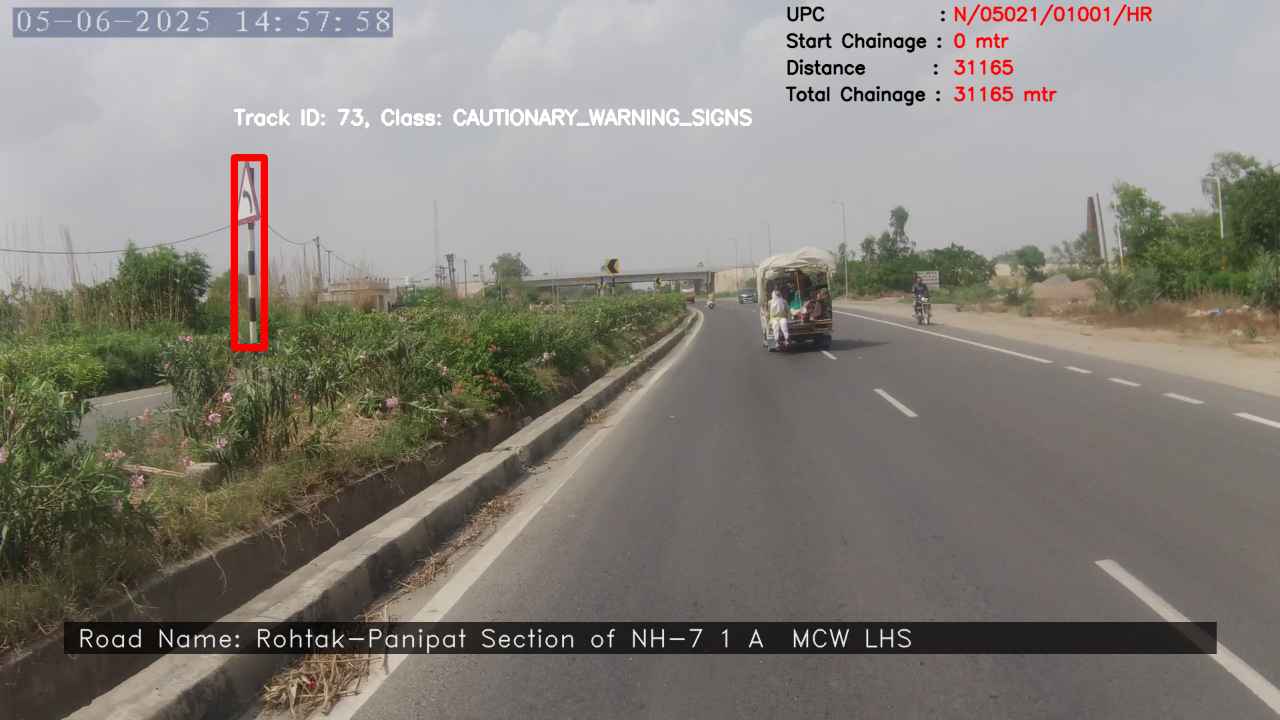 05-06-2025 14:57:58
UPC : N/05021/01001/HR
Start Chainage : 0 mtr
Distance : 31165
Total Chainage : 31165 mtr
Track ID: 73, Class: CAUTIONARY_WARNING_SIGNS
Road Name: Rohtak-Panipat Section of NH-7 1 A MCW LHS